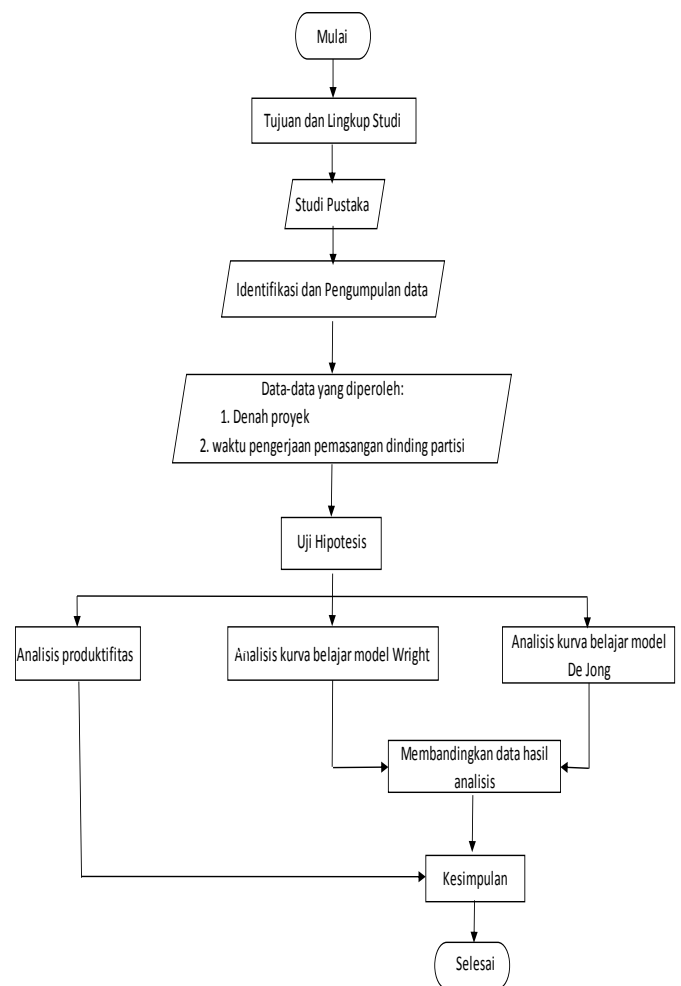 Mulai
Tujuan dan Lingkup Studi
Studi Pustaka
Identifikasi dan Pengumpulan data
Data-data yang diperoleh:
1. Denah proyek
2. waktu pengerjaan pemasangan dinding partisi
Uji Hipotesis
Analisis produktifitas
Analisis kurva belajar model Wright
Analisis kurva belajar model
De Jong
Membandingkan data hasil
analisis
Kesimpulan
Selesai